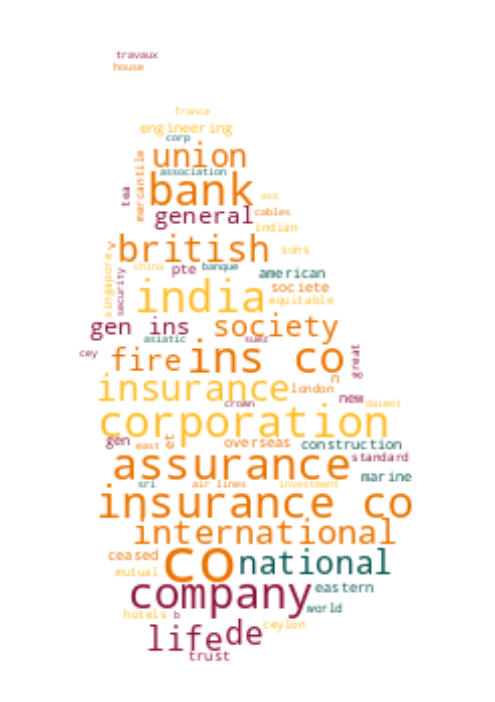 travaux
house
france
engineering
corp
union
association
mercantile
tea
bank
ass
general
cables
indian
v
british
sons
singapore
security
china
pte
banque
american
societe
india
equitable
gen ins
society
asiatic
suez
cey
fire
ins co
great
n
insurance
london
new
crown
daimei
corporation
gen
east
et
overseas
construction
standard
assurance
marine
sri
air lines
investment
insurance co
international
ceased
co
national
mutual
company
eastern
world
hotels
b
ceylon
life
de
trust